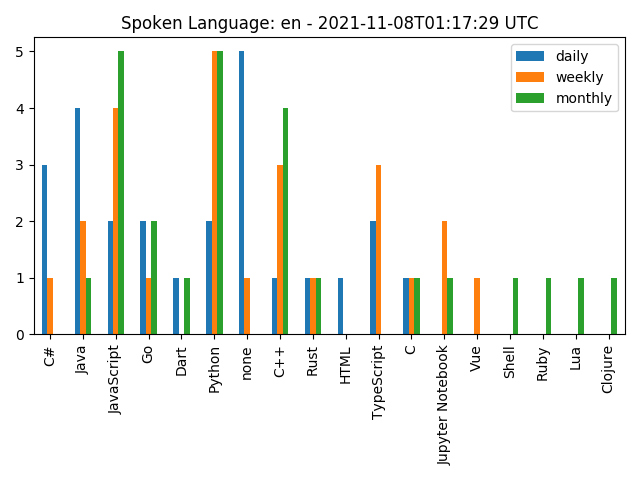 Spoken Language: en - 2021-11-08T01:17:29 UTC
daily
weekly
monthly
5
4
3
2
1
0
C#
Java
JavaScript
Go
Dart
Python
none
C++
Rust
HTML
TypeScript
C
Jupyter Notebook
Vue
Shell
Ruby
Lua
Clojure